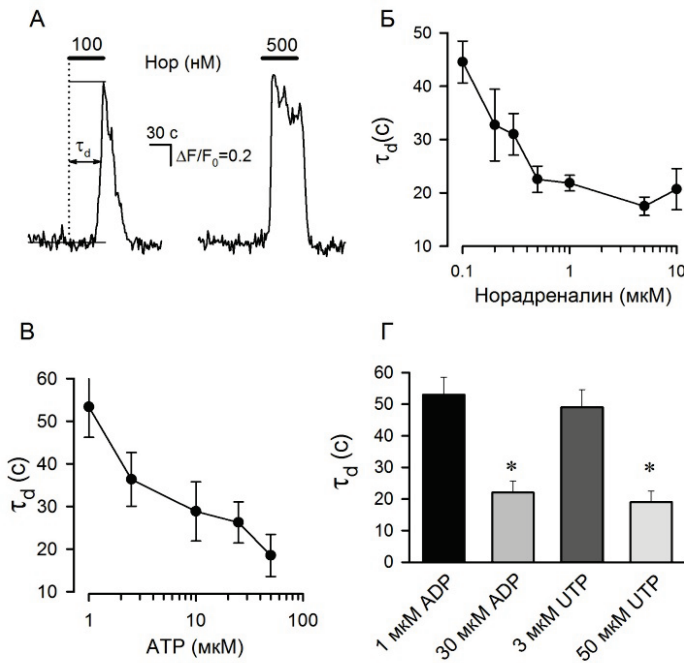 А
100
Нор (нМ)
500
30 с
ΔF/F₀=0.2
τd
Б
τd(с)
50
40
30
20
10
0.1
1
10
Норадреналин (мкМ)
В
τd(с)
60
50
40
30
20
10
1
10
100
ATP (мкМ)
Г
τd(с)
60
50
40
30
20
10
0
*
*
1 мкМ ADP
30 мкМ ADP
3 мкМ UTP
50 мкМ UTP